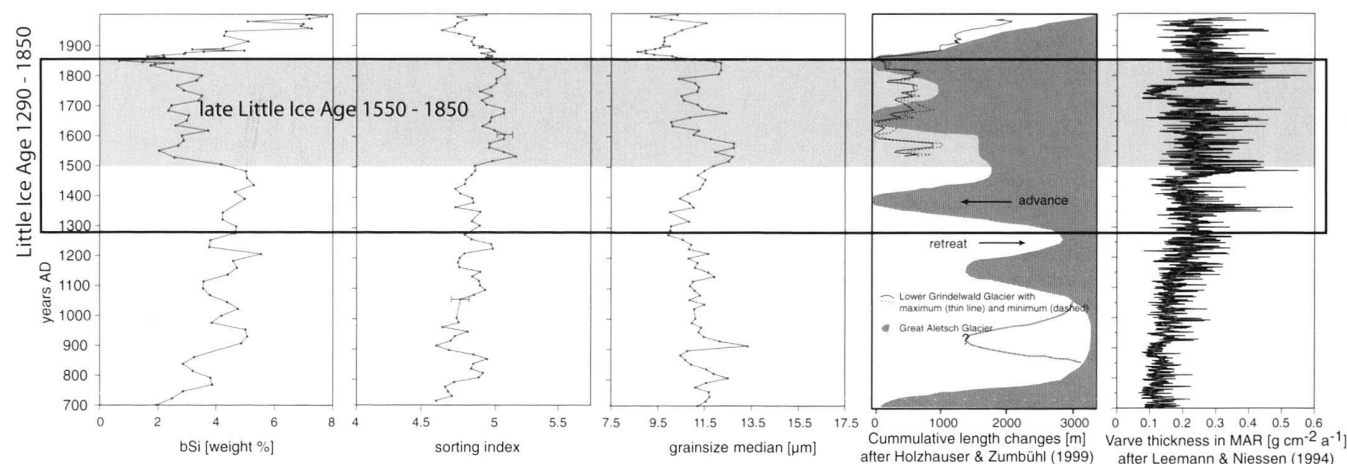 Little Ice Age 1290 - 1850
years AD
1900
1800
1700
1600
1500
1400
1300
1200
1100
1000
900
800
700
late Little Ice Age 1550 - 1850
advance
retreat
Lower Grindelwald Glacier with
maximum (thin line) and minimum (dashed)
Great Aletsch Glacier
?
0 2 4 6 8
bSi [weight %]
4 4.6 5.2 5.7
sorting index
7.5 9.5 11.5 13.5 15.5 17.5
grainsize median [µm]
0 1000 2000 3000
Cummulative length changes [m]
after Holzhauser & Zumbühl (1999)
0 0.1 0.2 0.3 0.4 0.5 0.6
Varve thickness in MAR [g cm⁻² a⁻¹]
after Leemann & Niessen (1994)